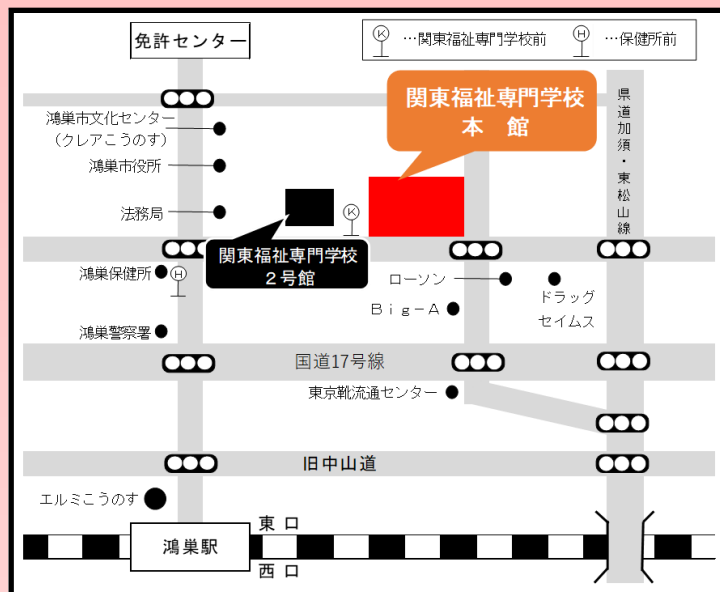 免許センター
Ⓚ …関東福祉専門学校前 Ⓗ …保健所前
関東福祉専門学校
本 館
県道加須・東松山線
鴻巣市文化センター
(クレアこうのす)
鴻巣市役所
法務局
Ⓚ
関東福祉専門学校
２号館
鴻巣保健所
Ⓗ
ローソン
ドラッグ
セイムス
Ｂｉｇ－Ａ
鴻巣警察署
国道17号線
東京靴流通センター
旧中山道
エルミこうのす
東口
鴻巣駅
西口